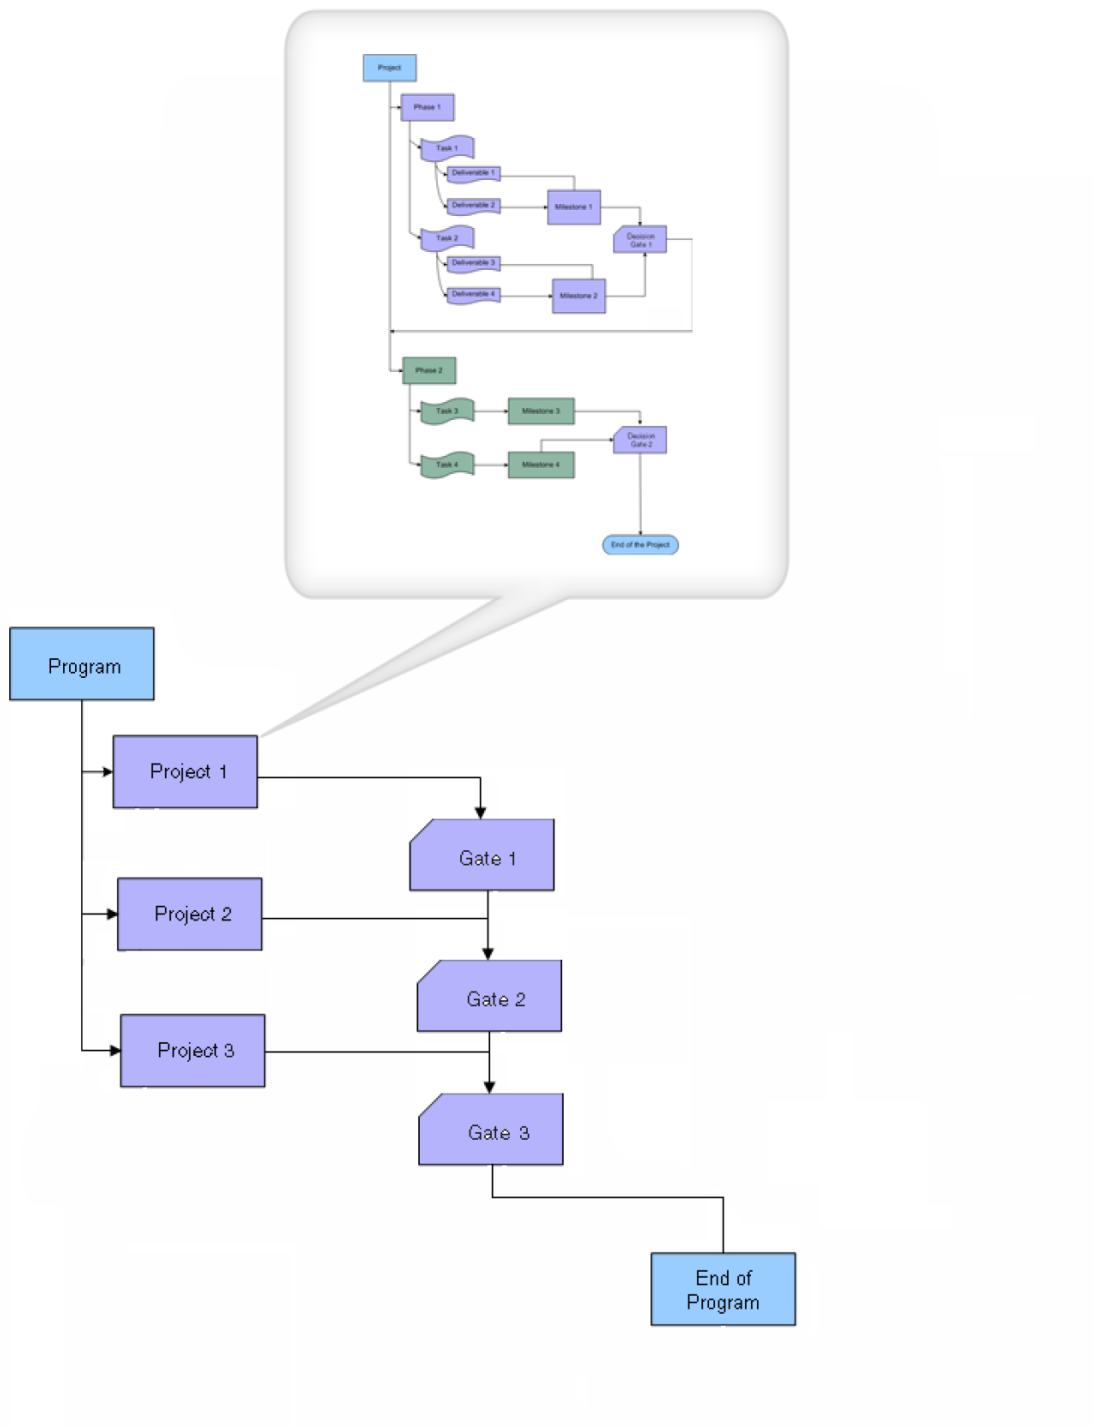 Project
Phase 1
Task 1
Deliverable 1
Deliverable 2
Milestone 1
Task 2
Decision
Gate 1
Deliverable 3
Deliverable 4
Milestone 2
Phase 2
Task 3
Milestone 3
Decision
Gate 2
Task 4
Milestone 4
End of the Project
Program
Project 1
Gate 1
Project 2
Gate 2
Project 3
Gate 3
End of
Program